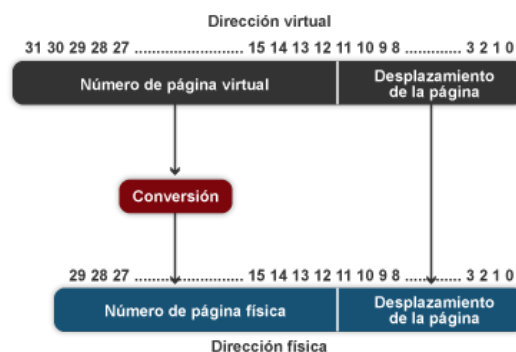 Dirección virtual
31 30 29 28 27 ........................... 15 14 13 12 11 10 9 8 ............. 3 2 1 0
Número de página virtual
Desplazamiento
de la página
Conversión
29 28 27 ........................... 15 14 13 12 11 10 9 8 ............. 3 2 1 0
Número de página física
Desplazamiento
de la página
Dirección física